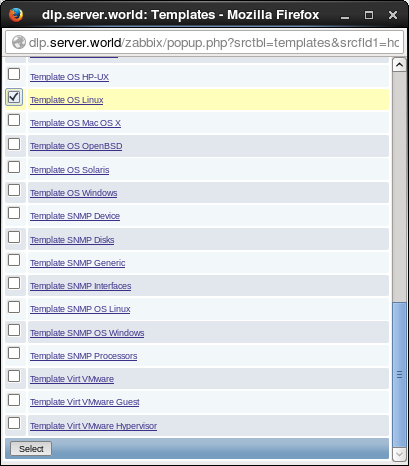 dlp.server.world: Templates - Mozilla Firefox
dlp.server.world/zabbix/popup.php?srctbl=templates&srcfld1=ho
Template OS HP-UX
Template OS Linux
Template OS Mac OS X
Template OS OpenBSD
Template OS Solaris
Template OS Windows
Template SNMP Device
Template SNMP Disks
Template SNMP Generic
Template SNMP Interfaces
Template SNMP OS Linux
Template SNMP OS Windows
Template SNMP Processors
Template Virt VMware
Template Virt VMware Guest
Template Virt VMware Hypervisor
Select